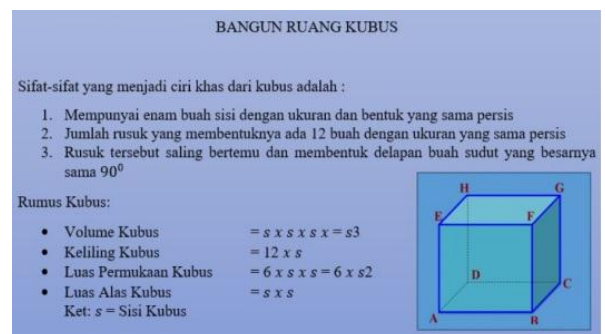 BANGUN RUANG KUBUS
Sifat-sifat yang menjadi ciri khas dari kubus adalah :
1. Mempunyai enam buah sisi dengan ukuran dan bentuk yang sama persis
2. Jumlah rusuk yang membentuknya ada 12 buah dengan ukuran yang sama persis
3. Rusuk tersebut saling bertemu dan membentuk delapan buah sudut yang besarnya
sama 90⁰
Rumus Kubus:
• Volume Kubus = s x s x s x = s3
• Keliling Kubus = 12 x s
• Luas Permukaan Kubus = 6 x s x s = 6 x s2
• Luas Alas Kubus = s x s
Ket: s = Sisi Kubus
H G
E F
D C
A B